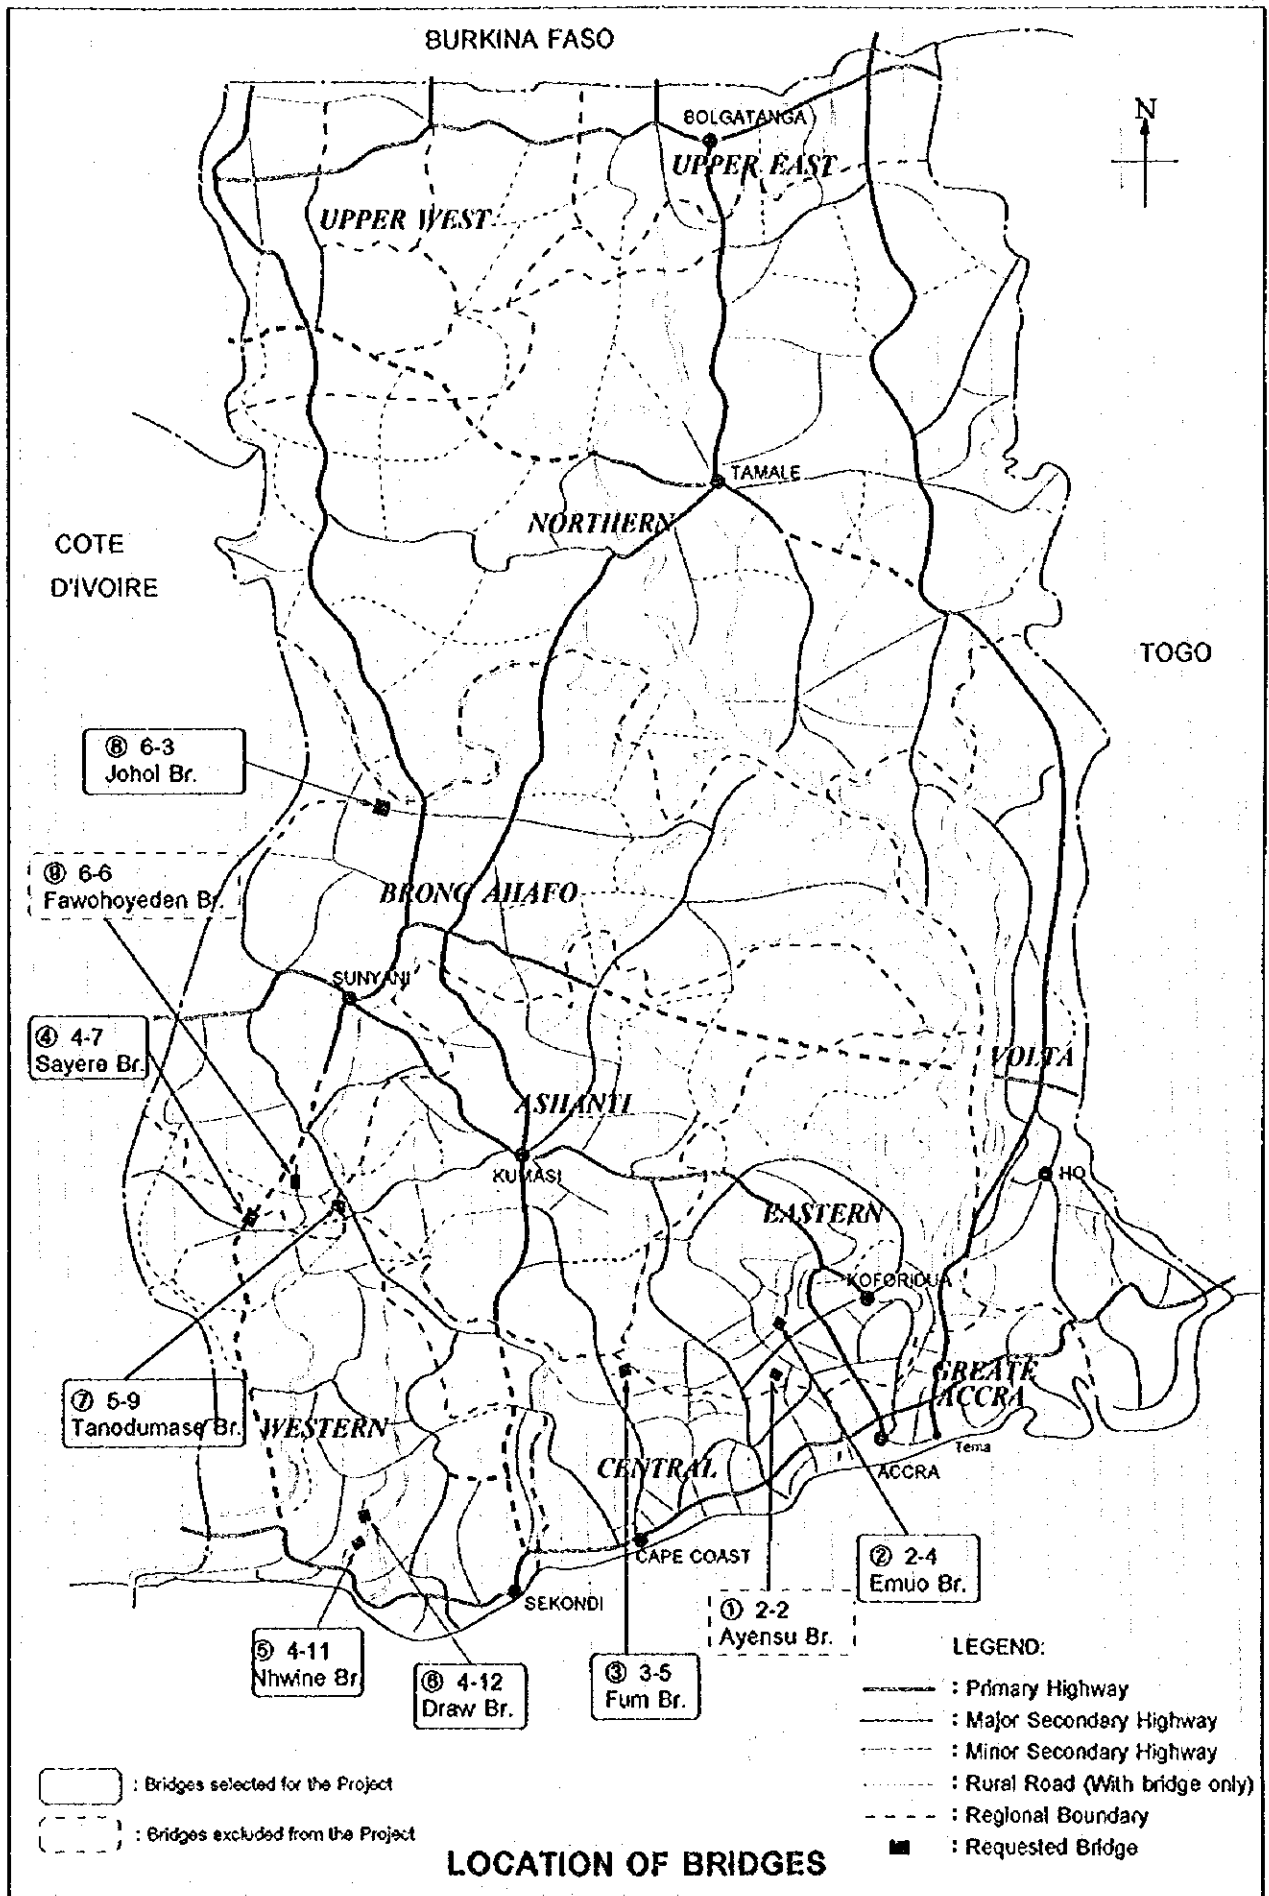 BURKINA FASO
N
BOLGATANGA
UPPER EAST
UPPER WEST
TAMALE
NORTHERN
COTE
D'IVOIRE
TOGO
⑧ 6-3
Johol Br.
⑨ 6-6
Fawohoyeden Br.
BRONG AHAFO
SUNYANI
④ 4-7
Sayere Br.
VOLTA
ASHANTI
KUMASI
HO
EASTERN
KOFORIDUA
⑦ 5-9
Tanodumase Br.
WESTERN
GREATE
ACCRA
Tema
CENTRAL
ACCRA
CAPE COAST
② 2-4
Emuo Br.
SEKONDI
① 2-2
Ayensu Br.
⑤ 4-11
Nhwine Br
⑥ 4-12
Draw Br.
③ 3-5
Fum Br.
LEGEND:
: Primary Highway
: Major Secondary Highway
: Minor Secondary Highway
: Rural Road (With bridge only)
: Regional Boundary
: Requested Bridge
: Bridges selected for the Project
: Bridges excluded from the Project
LOCATION OF BRIDGES